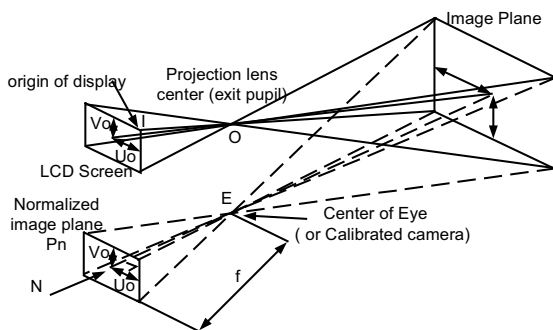 Image Plane
origin of display
Projection lens
center (exit pupil)
Vo
I
Uo
O
LCD Screen
Normalized
image plane
Pn
E
Center of Eye
( or Calibrated camera)
Vo
Uo
N
f